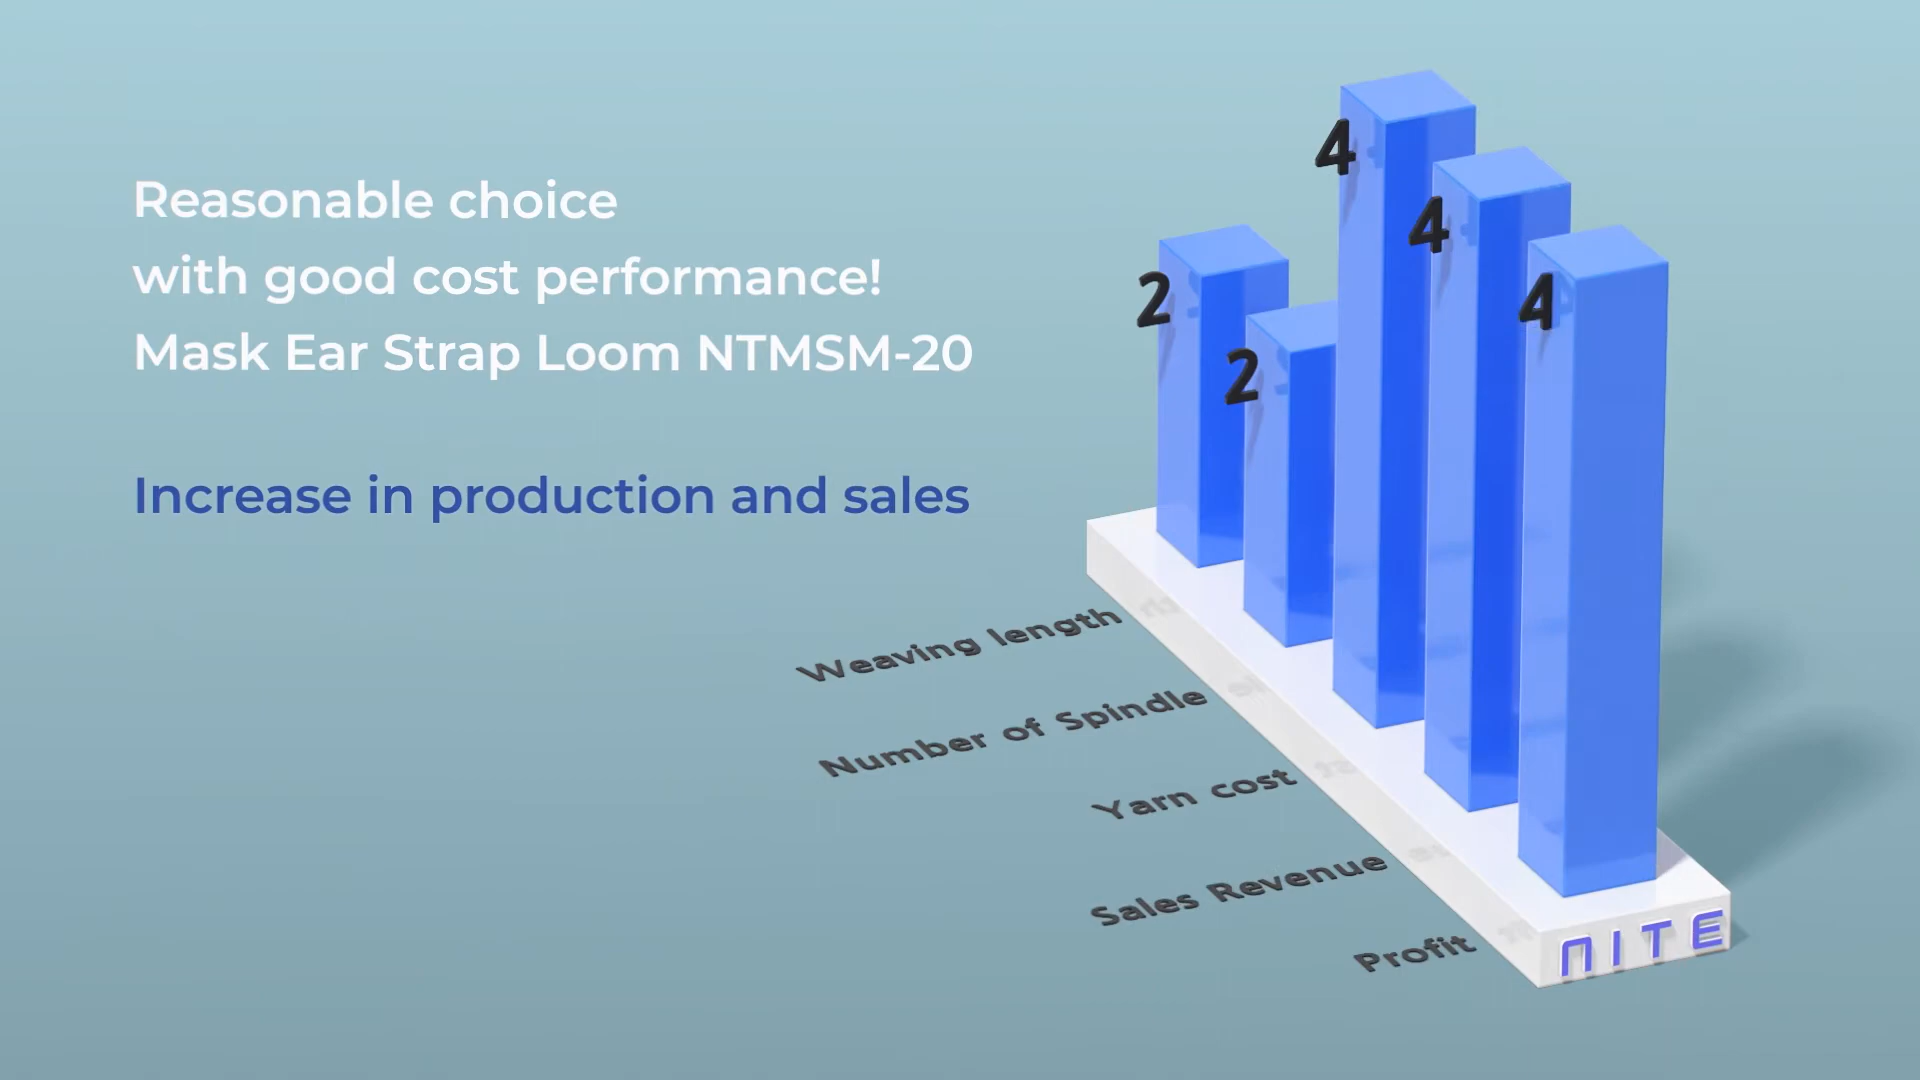 Reasonable choice
with good cost performance!
Mask Ear Strap Loom NTMSM-20
Increase in production and sales
2
2
4
4
4
Weaving length
Number of Spindle
Yarn cost
Sales Revenue
Profit
NITE